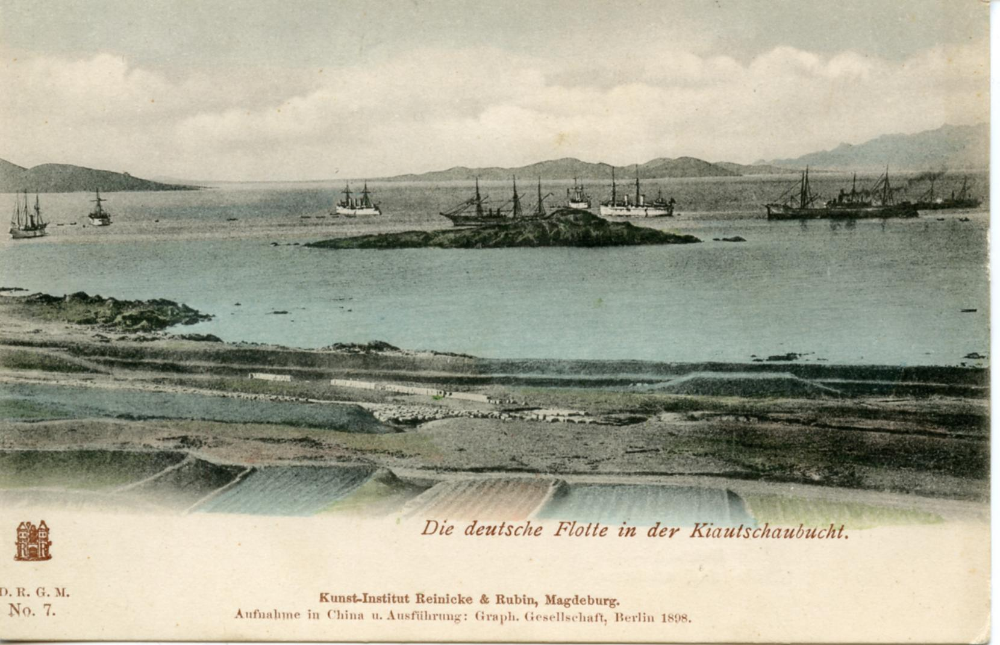 Die deutsche Flotte in der Kiautschaubucht.
R R
D. R. G. M.
No. 7.
Kunst-Institut Reinicke & Rubin, Magdeburg.
Aufnahme in China u. Ausführung: Graph. Gesellschaft, Berlin 1898.